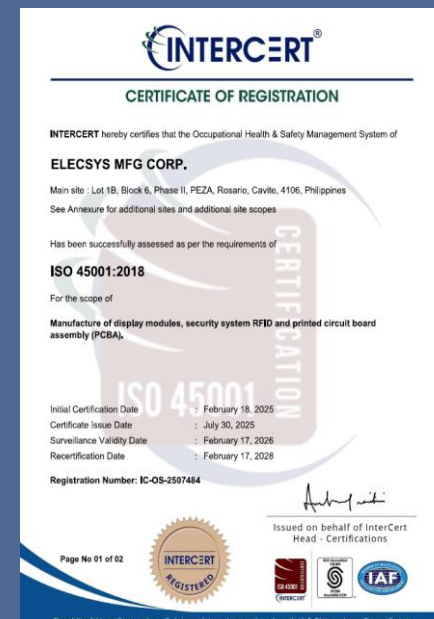 INTERCERT®
CERTIFICATE OF REGISTRATION
INTERCERT hereby certifies that the Occupational Health & Safety Management System of
ELECSYS MFG CORP.
Main site : Lot 1B, Block 6, Phase II, PEZA, Rosario, Cavite, 4106, Philippines
See Annexure for additional sites and additional site scopes
Has been successfully assessed as per the requirements of
ISO 45001:2018
For the scope of
Manufacture of display modules, security system RFID and printed circuit board
assembly (PCBA).
CERTIFICATION
ISO 45001
Initial Certification Date : February 18, 2025
Certificate Issue Date : July 30, 2025
Surveillance Validity Date : February 17, 2026
Recertification Date : February 17, 2028
Registration Number: IC-OS-2507484
Issued on behalf of InterCert
Head - Certifications
Page No 01 of 02
INTERCERT
REGISTERED
ISO 45001
INTERCERT
IAF